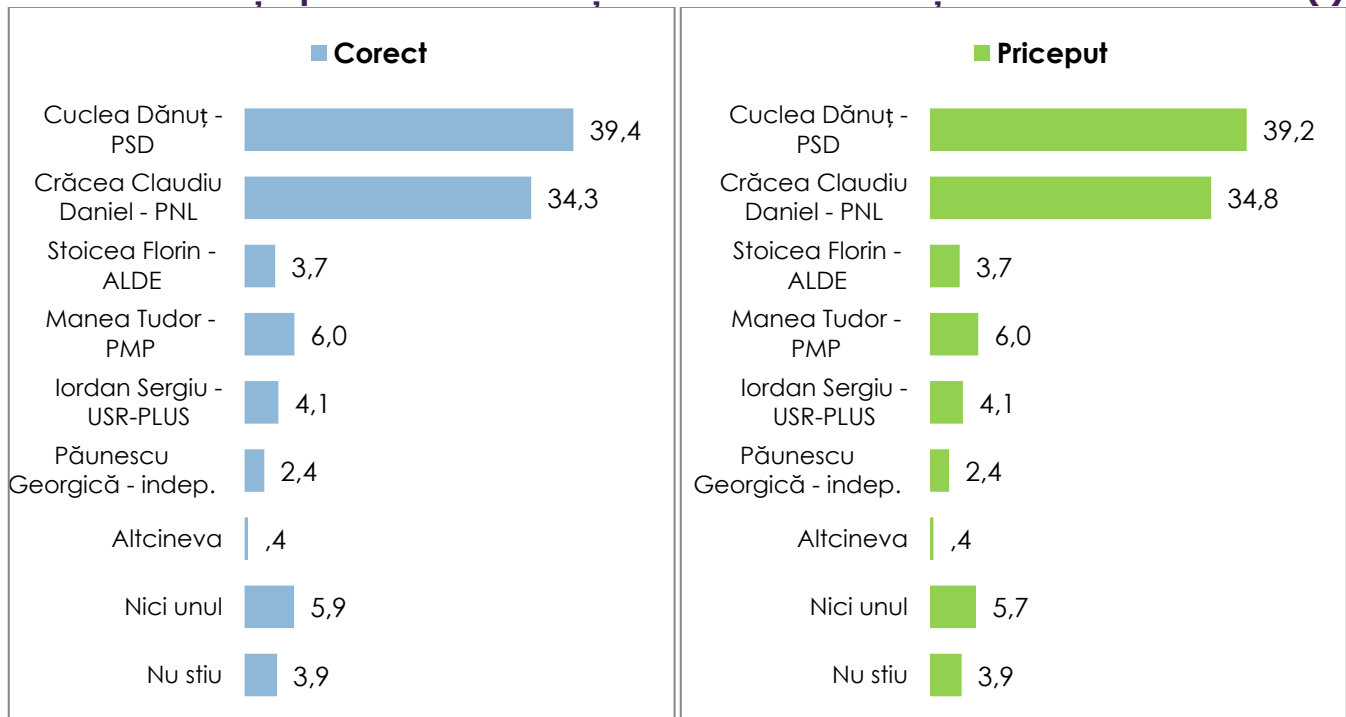 Corect
Cuclea Dănuț -
PSD
39,4
Crăcea Claudiu
Daniel - PNL
34,3
Stoicea Florin -
ALDE
3,7
Manea Tudor -
PMP
6,0
Iordan Sergiu -
USR-PLUS
4,1
Păunescu
Georgică - indep.
2,4
Altcineva
,4
Nici unul
5,9
Nu stiu
3,9
Priceput
Cuclea Dănuț -
PSD
39,2
Crăcea Claudiu
Daniel - PNL
34,8
Stoicea Florin -
ALDE
3,7
Manea Tudor -
PMP
6,0
Iordan Sergiu -
USR-PLUS
4,1
Păunescu
Georgică - indep.
2,4
Altcineva
,4
Nici unul
5,7
Nu stiu
3,9